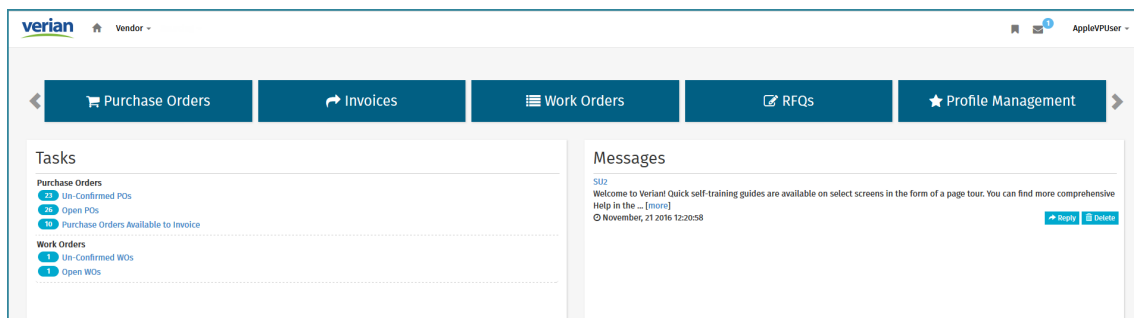 verian Vendor 1 AppleVPUser
Purchase Orders Invoices Work Orders RFQs Profile Management
Tasks
Purchase Orders
23 Un-Confirmed POs
26 Open POs
10 Purchase Orders Available to Invoice
Work Orders
1 Un-Confirmed WOs
1 Open WOs
Messages
SU2
Welcome to Verian! Quick self-training guides are available on select screens in the form of a page tour. You can find more comprehensive
Help in the ... [more]
November, 21 2016 12:20:58 Reply Delete